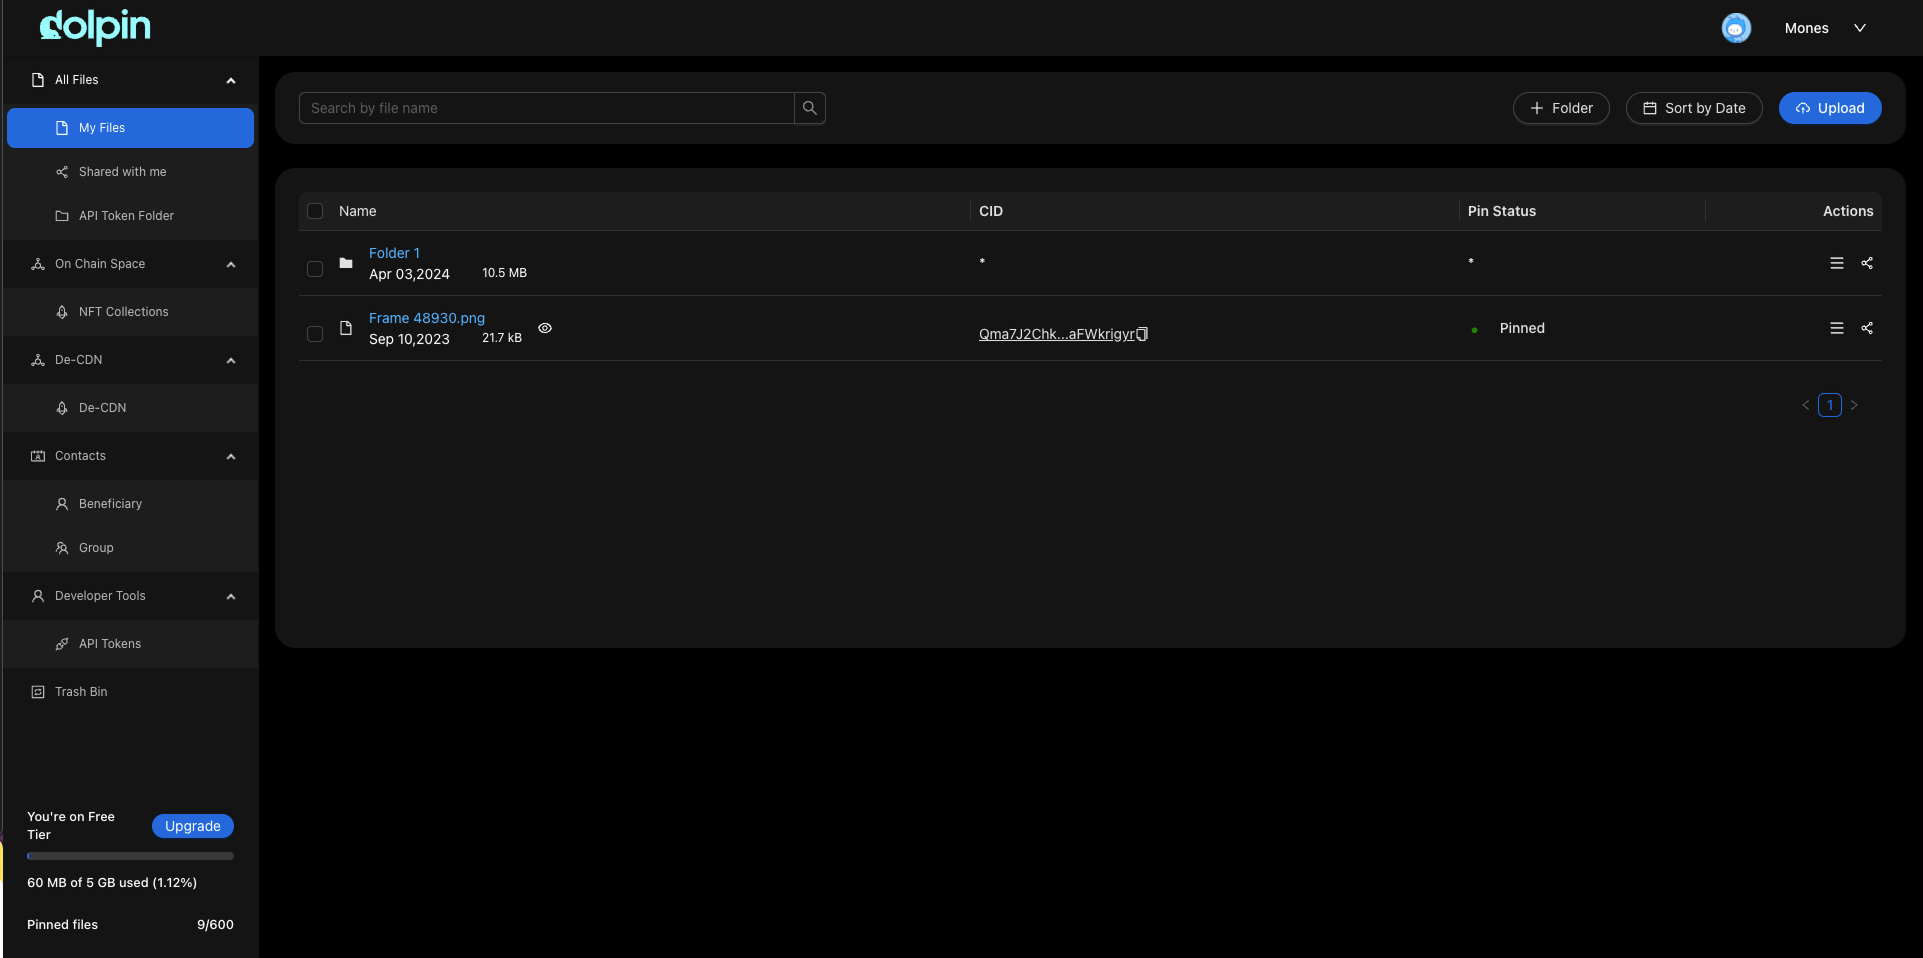 dolpin
Mones
All Files
My Files
Shared with me
API Token Folder
On Chain Space
NFT Collections
De-CDN
De-CDN
Contacts
Beneficiary
Group
Developer Tools
API Tokens
Trash Bin
You're on Free
Tier
Upgrade
60 MB of 5 GB used (1.12%)
Pinned files 9/600
Search by file name
Folder
Sort by Date
Upload
Name CID Pin Status Actions
Folder 1
Apr 03,2024 10.5 MB * *
Frame 48930.png
Sep 10,2023 21.7 kB Qma7J2Chk...aFWkrigyr Pinned
< 1 >